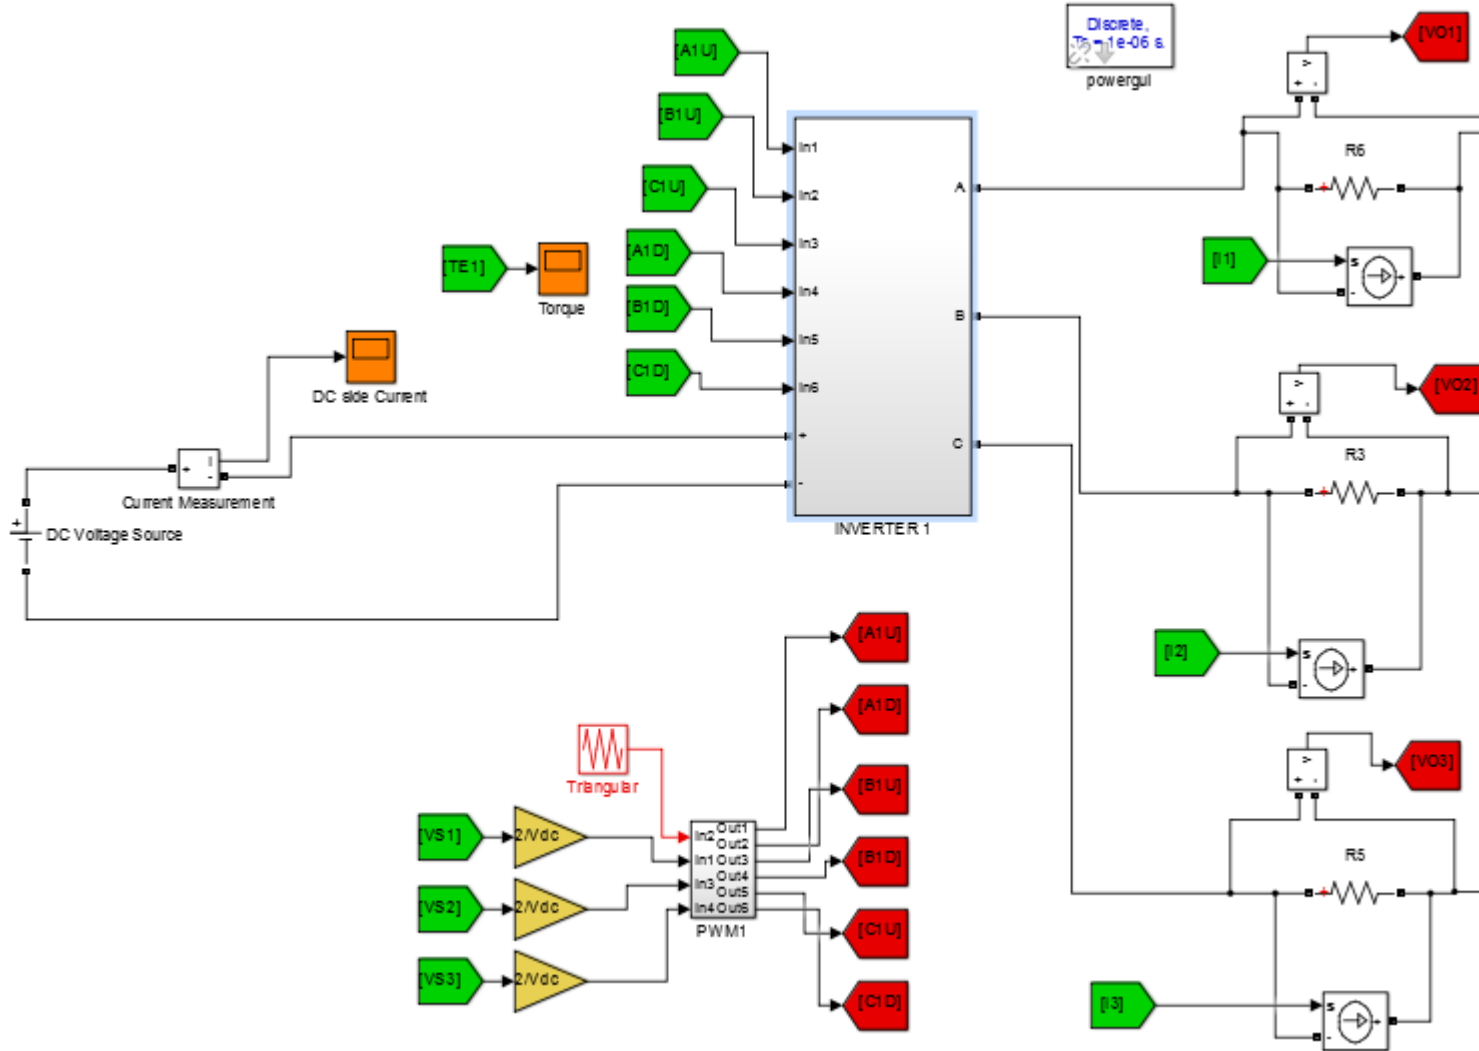 Discrete,
Ts = 1e-06 s.
powergui
[VO1]
[A1U]
[B1U]
[C1U]
[A1D]
[B1D]
[C1D]
In1
In2
In3
In4
In5
In6
+
-
A
B
C
INVERTER 1
[TE1]
Torque
DC side Current
+
i
-
Current Measurement
+
DC Voltage Source
v
+ -
R6
+
[I1]
s
-
+
v
+ -
[VO2]
R3
+
[I2]
s
-
+
v
+ -
[VO3]
R5
+
[I3]
s
-
+
Triangular
[VS1]
[VS2]
[VS3]
2/Vdc
2/Vdc
2/Vdc
In2
In1
In3
In4
Out1
Out2
Out3
Out4
Out5
Out6
PWM1
[A1U]
[A1D]
[B1U]
[B1D]
[C1U]
[C1D]